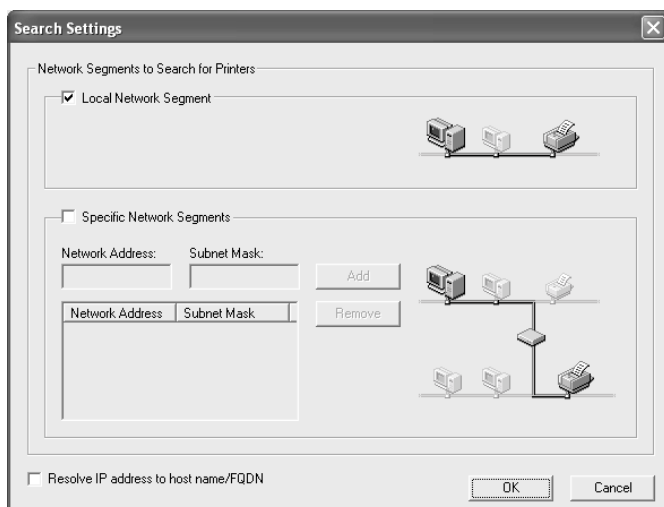 Search Settings
Network Segments to Search for Printers
Local Network Segment
Specific Network Segments
Network Address: Subnet Mask:
Add
Network Address Subnet Mask
Remove
Resolve IP address to host name/FQDN
OK Cancel